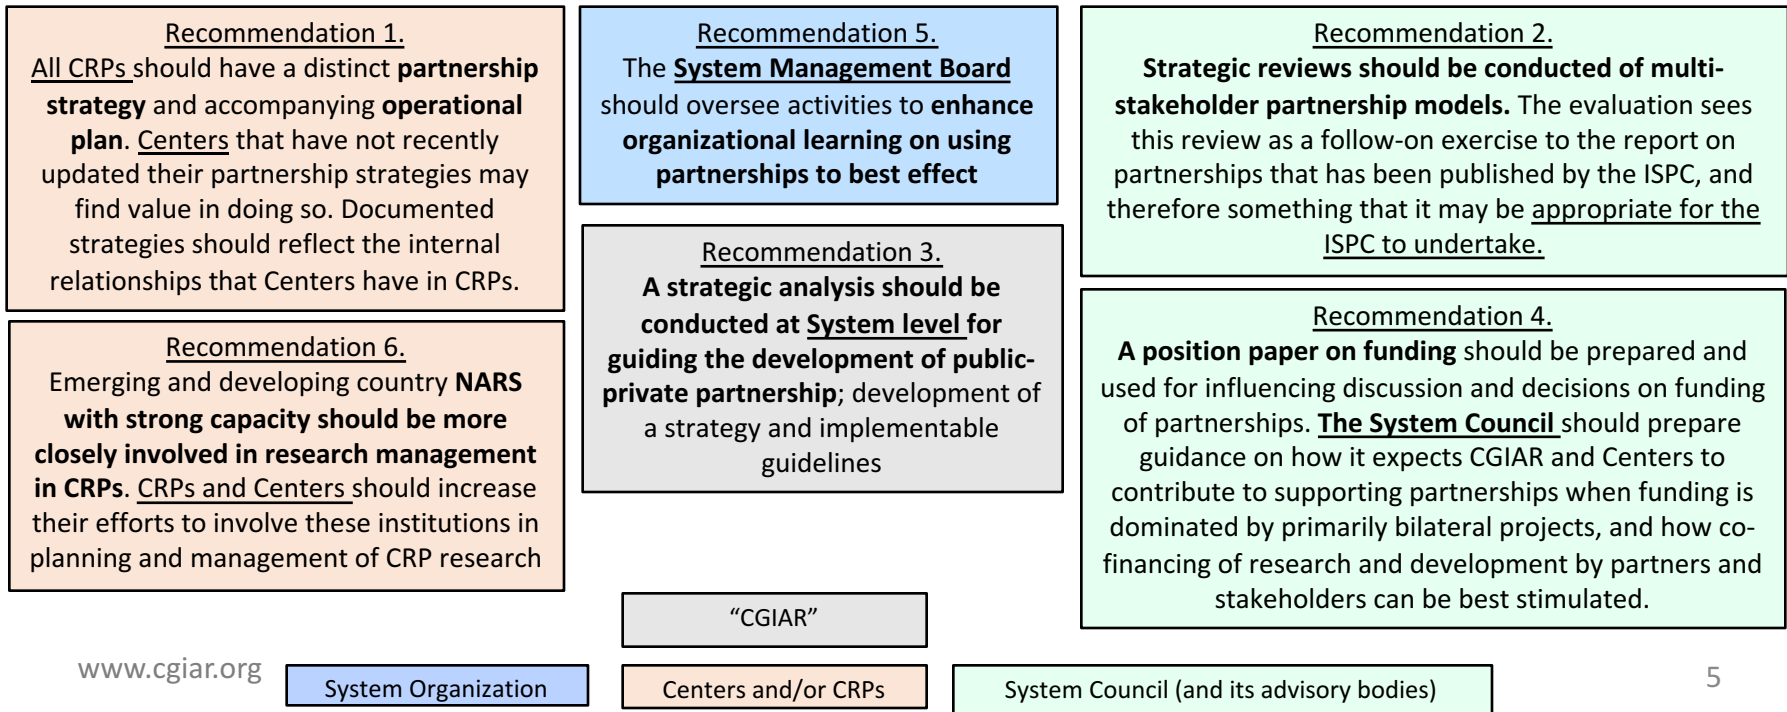 Recommendation 1.
All CRPs should have a distinct partnership
strategy and accompanying operational
plan. Centers that have not recently
updated their partnership strategies may
find value in doing so. Documented
strategies should reflect the internal
relationships that Centers have in CRPs.
Recommendation 6.
Emerging and developing country NARS
with strong capacity should be more
closely involved in research management
in CRPs. CRPs and Centers should increase
their efforts to involve these institutions in
planning and management of CRP research
Recommendation 5.
The System Management Board
should oversee activities to enhance
organizational learning on using
partnerships to best effect
Recommendation 3.
A strategic analysis should be
conducted at System level for
guiding the development of public-
private partnership; development of
a strategy and implementable
guidelines
Recommendation 2.
Strategic reviews should be conducted of multi-
stakeholder partnership models. The evaluation sees
this review as a follow-on exercise to the report on
partnerships that has been published by the ISPC, and
therefore something that it may be appropriate for the
ISPC to undertake.
Recommendation 4.
A position paper on funding should be prepared and
used for influencing discussion and decisions on funding
of partnerships. The System Council should prepare
guidance on how it expects CGIAR and Centers to
contribute to supporting partnerships when funding is
dominated by primarily bilateral projects, and how co-
financing of research and development by partners and
stakeholders can be best stimulated.
“CGIAR”
www.cgiar.org
System Organization
Centers and/or CRPs
System Council (and its advisory bodies)
5